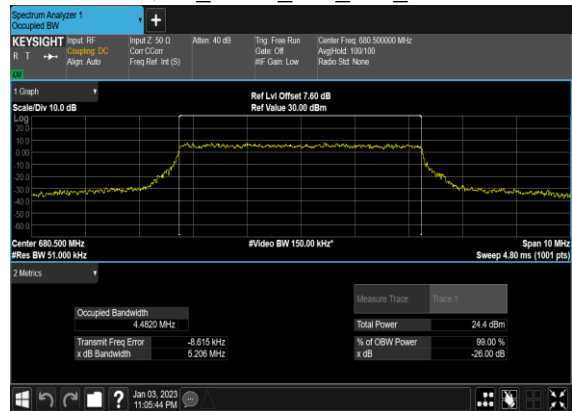 Spectrum Analyzer 1
Occupied BW
KEYSIGHT
R T
LW
Input: RF
Coupling: DC
Align: Auto
Input Z: 50 Ω
Corr CCorr
Freq Ref: Int (S)
Atten: 40 dB
Trig: Free Run
Gate: Off
#IF Gain: Low
Center Freq: 680.500000 MHz
Avg|Hold: 100/100
Radio Std: None
1 Graph
Scale/Div 10.0 dB
Ref Lvl Offset 7.60 dB
Ref Value 30.00 dBm
Log
20.0
10.0
0.00
-10.0
-20.0
-30.0
-40.0
-50.0
-60.0
Center 680.500 MHz
#Video BW 150.00 kHz*
Span 10 MHz
#Res BW 51.000 kHz
Sweep 4.80 ms (1001 pts)
2 Metrics
Measure Trace Trace 1
Occupied Bandwidth
4.4820 MHz
Total Power 24.4 dBm
Transmit Freq Error -8.615 kHz
% of OBW Power 99.00 %
x dB Bandwidth 5.206 MHz
x dB -26.00 dB
?
Jan 03, 2023
11:05:44 PM